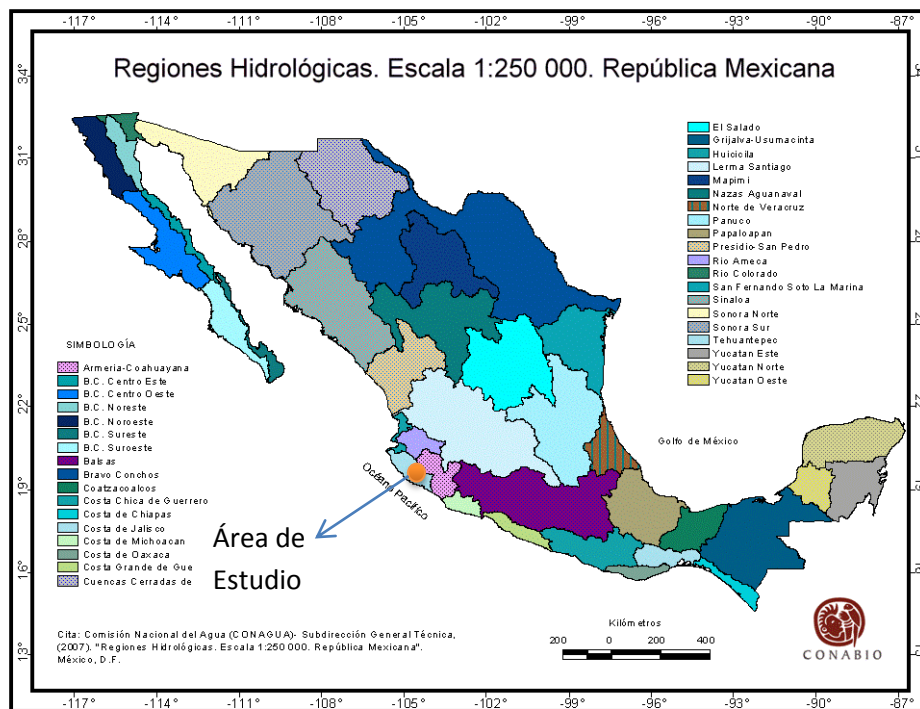 -117° -114° -111° -108° -105° -102° -99° -96° -93° -90° -87°
Regiones Hidrológicas. Escala 1:250 000. República Mexicana
34°
31°
28°
25°
22°
19°
16°
13°
El Salado
Grijalva-Usumacinta
Huicicila
Lerma Santiago
Mapimi
Nazas Aguanaval
Norte de Veracruz
Panuco
Papaloapan
Presidio-San Pedro
Rio Ameca
Rio Colorado
San Fernando Soto La Marina
Sinaloa
Sonora Norte
Sonora Sur
Tehuantepec
Yucatan Este
Yucatan Norte
Yucatan Oeste
SIMBOLOGÍA
Armeria-Coahuayana
B.C. Centro Este
B.C. Centro Oeste
B.C. Noreste
B.C. Noroeste
B.C. Sureste
B.C. Suroeste
Balsas
Bravo Conchos
Coatzacoalcos
Costa Chica de Guerrero
Costa de Chiapas
Costa de Jalisco
Costa de Michoacan
Costa de Oaxaca
Costa Grande de Gue
Cuencas Cerradas de
Golfo de México
Océano Pacífico
Área de
Estudio
Cita: Comisión Nacional del Agua (CONAGUA)- Subdirección General Técnica,
(2007). "Regiones Hidrológicas. Escala 1:250 000. República Mexicana".
México, D.F.
Kilómetros
200 0 200 400
CONABIO
-117° -114° -111° -108° -105° -102° -99° -96° -93° -90° -87°